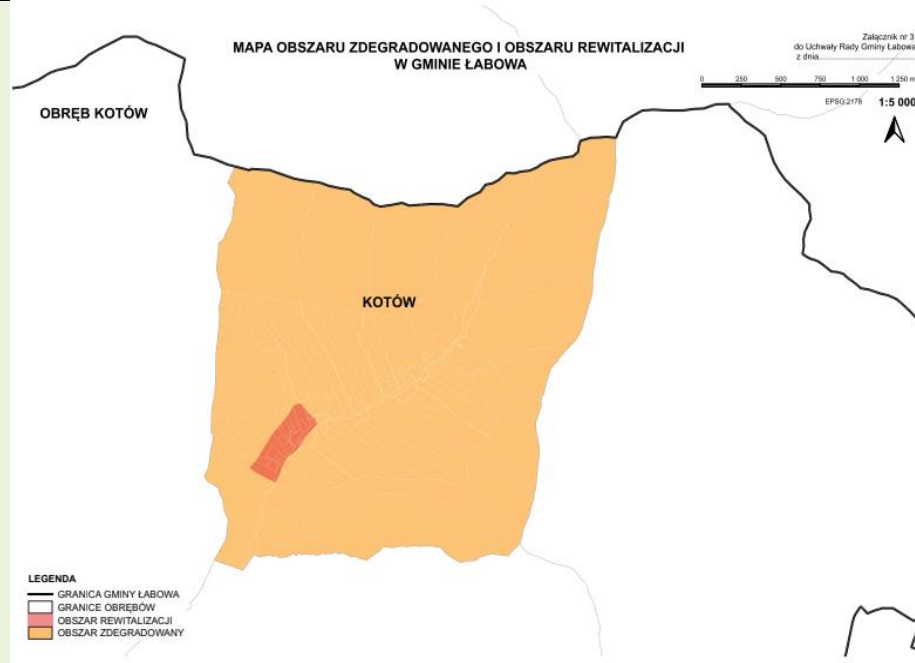 MAPA OBSZARU ZDEGRADOWANEGO I OBSZARU REWITALIZACJI
W GMINIE ŁABOWA
Załącznik nr 3
do Uchwały Rady Gminy Łabowa
z dnia
0 250 500 750 1 000 1 250 m
EPSG:2178 1:5 000
OBRĘB KOTÓW
KOTÓW
LEGENDA
GRANICA GMINY ŁABOWA
GRANICE OBRĘBÓW
OBSZAR REWITALIZACJI
OBSZAR ZDEGRADOWANY